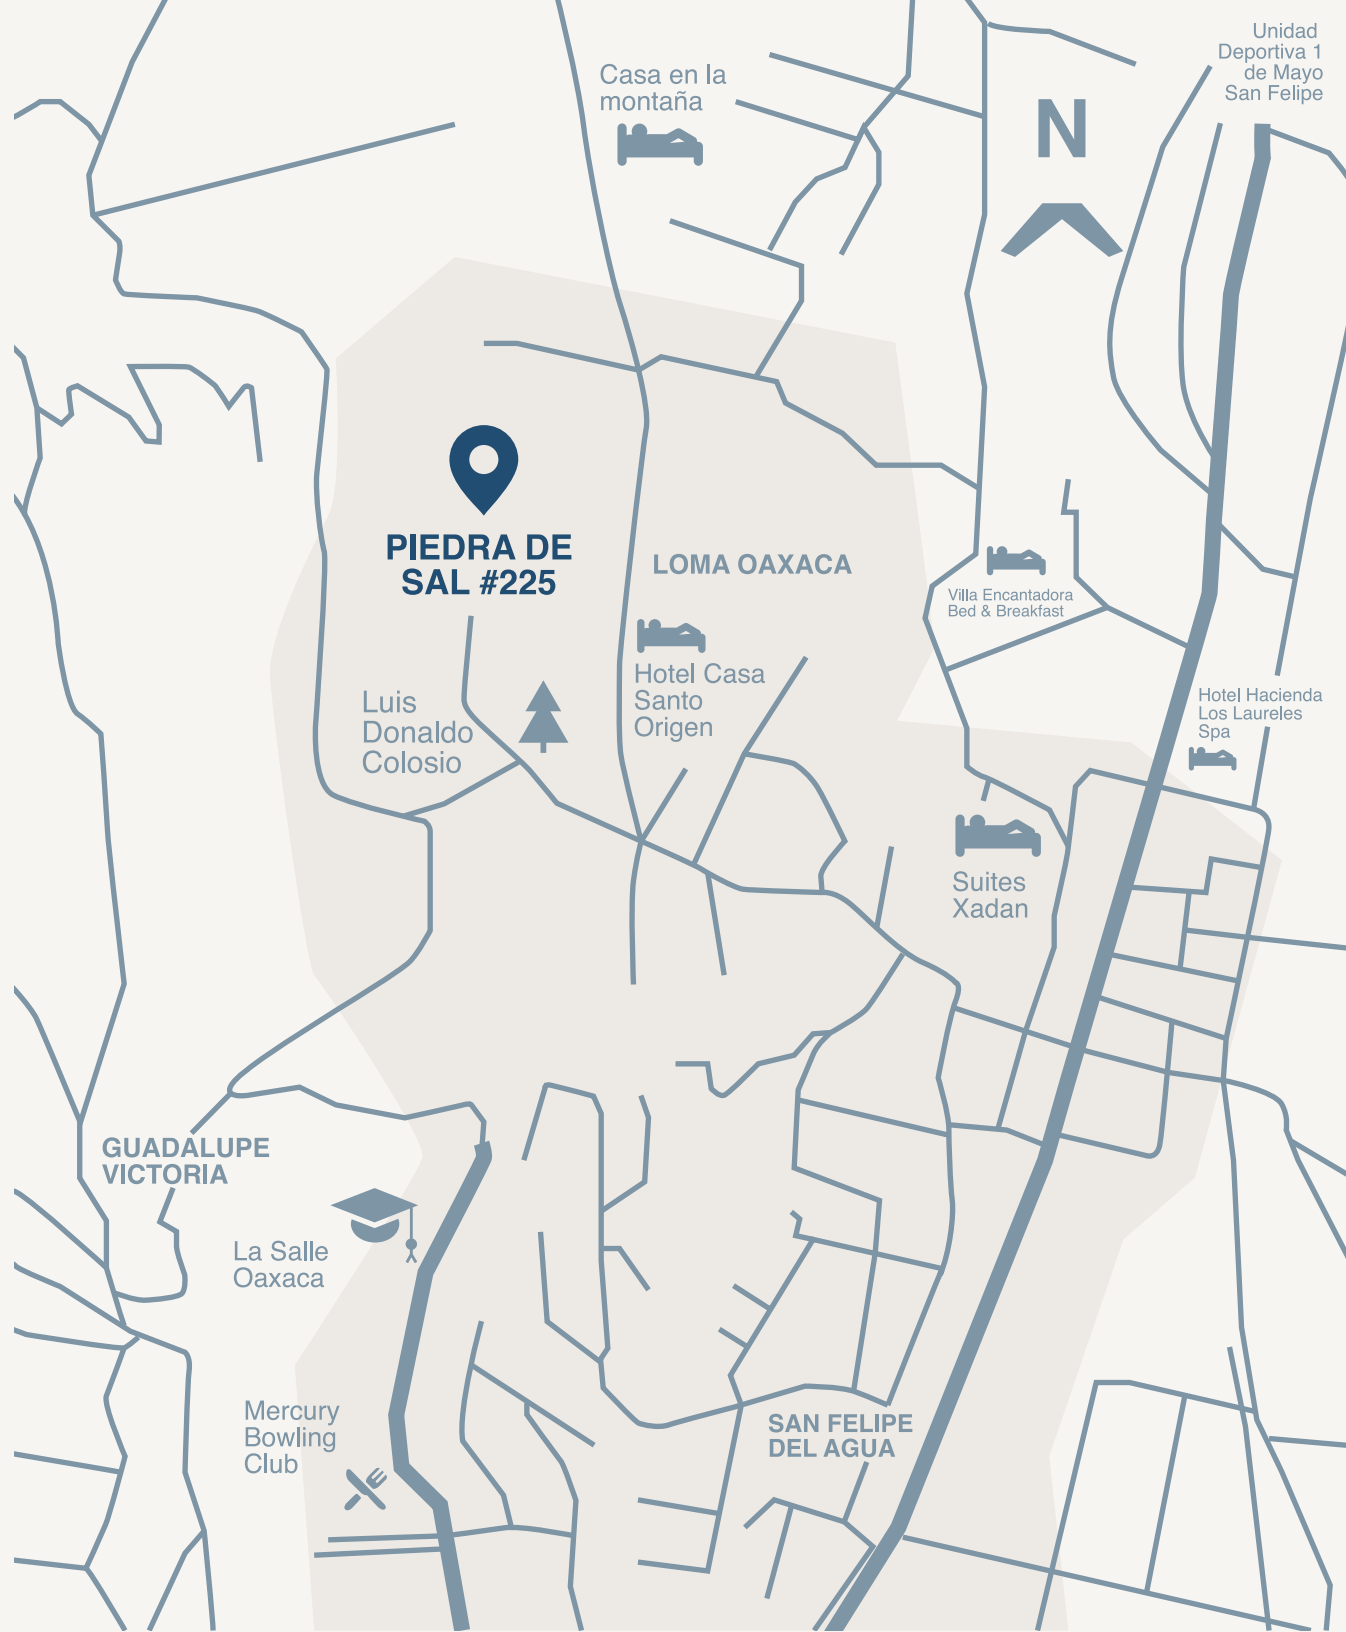 Unidad
Deportiva 1
de Mayo
San Felipe
Casa en la
montaña
N
PIEDRA DE
SAL #225
LOMA OAXACA
Villa Encantadora
Bed & Breakfast
Hotel Casa
Santo
Origen
Luis
Donaldo
Colosio
Hotel Hacienda
Los Laureles
Spa
Suites
Xadan
GUADALUPE
VICTORIA
La Salle
Oaxaca
Mercury
Bowling
Club
SAN FELIPE
DEL AGUA